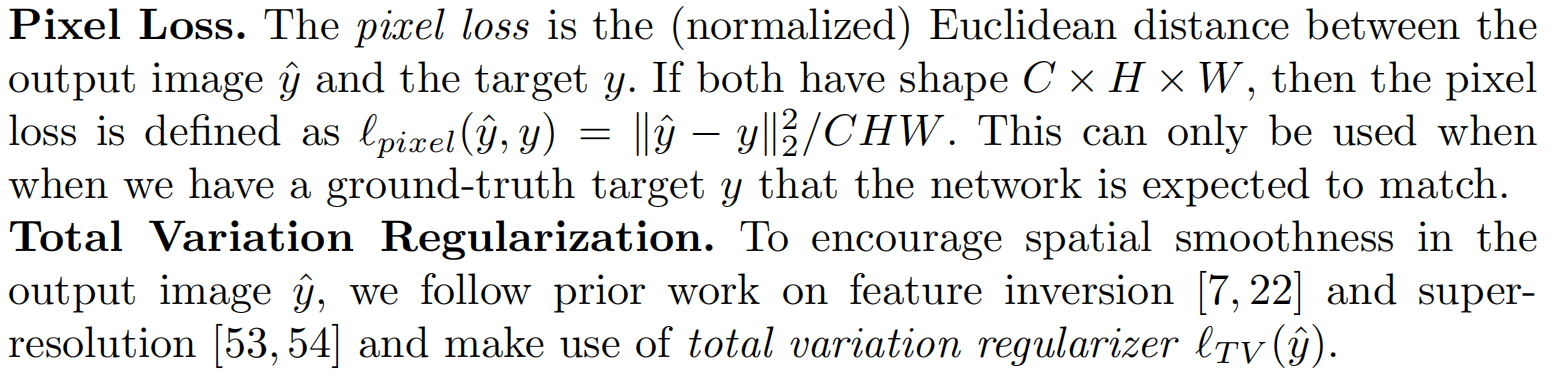 Pixel Loss. The pixel loss is the (normalized) Euclidean distance between the
output image ŷ and the target y. If both have shape C × H × W, then the pixel
loss is defined as ℓ_pixel(ŷ, y) = ‖ŷ − y‖₂²/CHW. This can only be used when
when we have a ground-truth target y that the network is expected to match.
Total Variation Regularization. To encourage spatial smoothness in the
output image ŷ, we follow prior work on feature inversion [7, 22] and super-
resolution [53, 54] and make use of total variation regularizer ℓ_TV(ŷ).